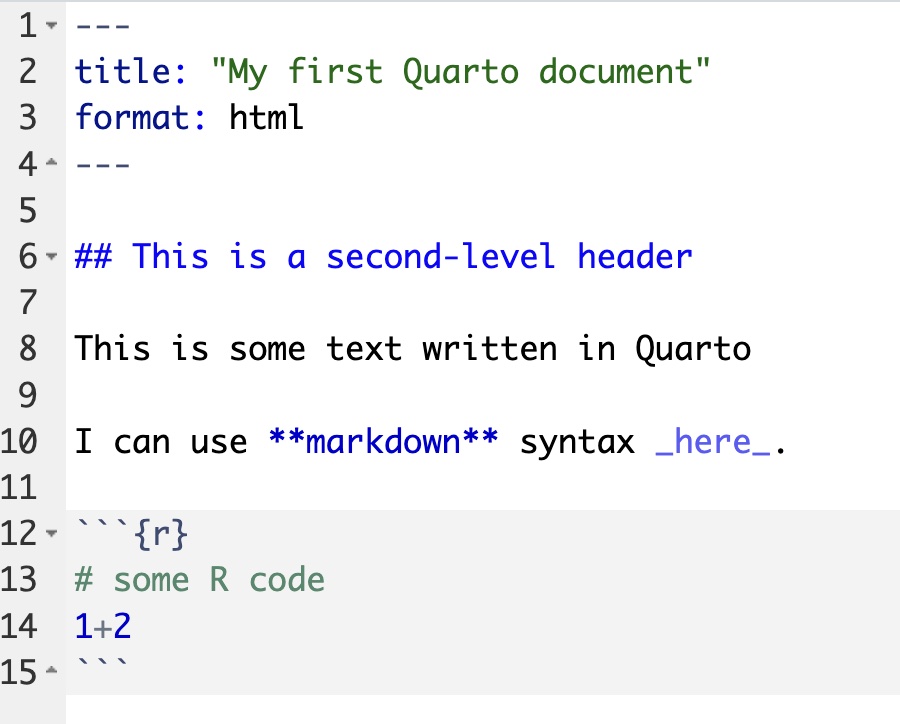 1 ---
2 title: "My first Quarto document"
3 format: html
4 ---
5
6 ## This is a second-level header
7
8 This is some text written in Quarto
9
10 I can use **markdown** syntax _here_.
11
12 ```{r}
13 # some R code
14 1+2
15 ```